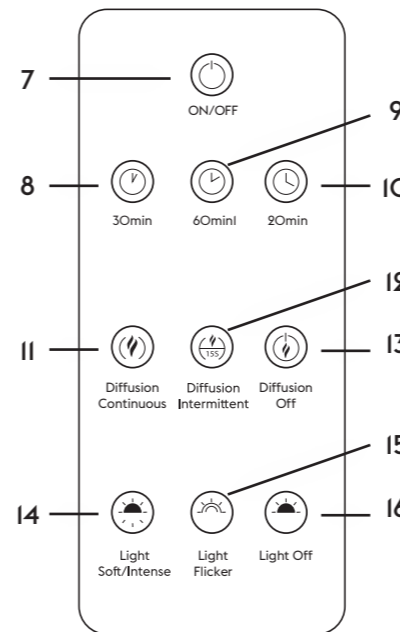 7
ON/OFF
9
8
10
30min 60minl 20min
12
11
15S
13
Diffusion Continuous
Diffusion Intermittent
Diffusion Off
15
14
16
Light Soft/Intense
Light Flicker
Light Off